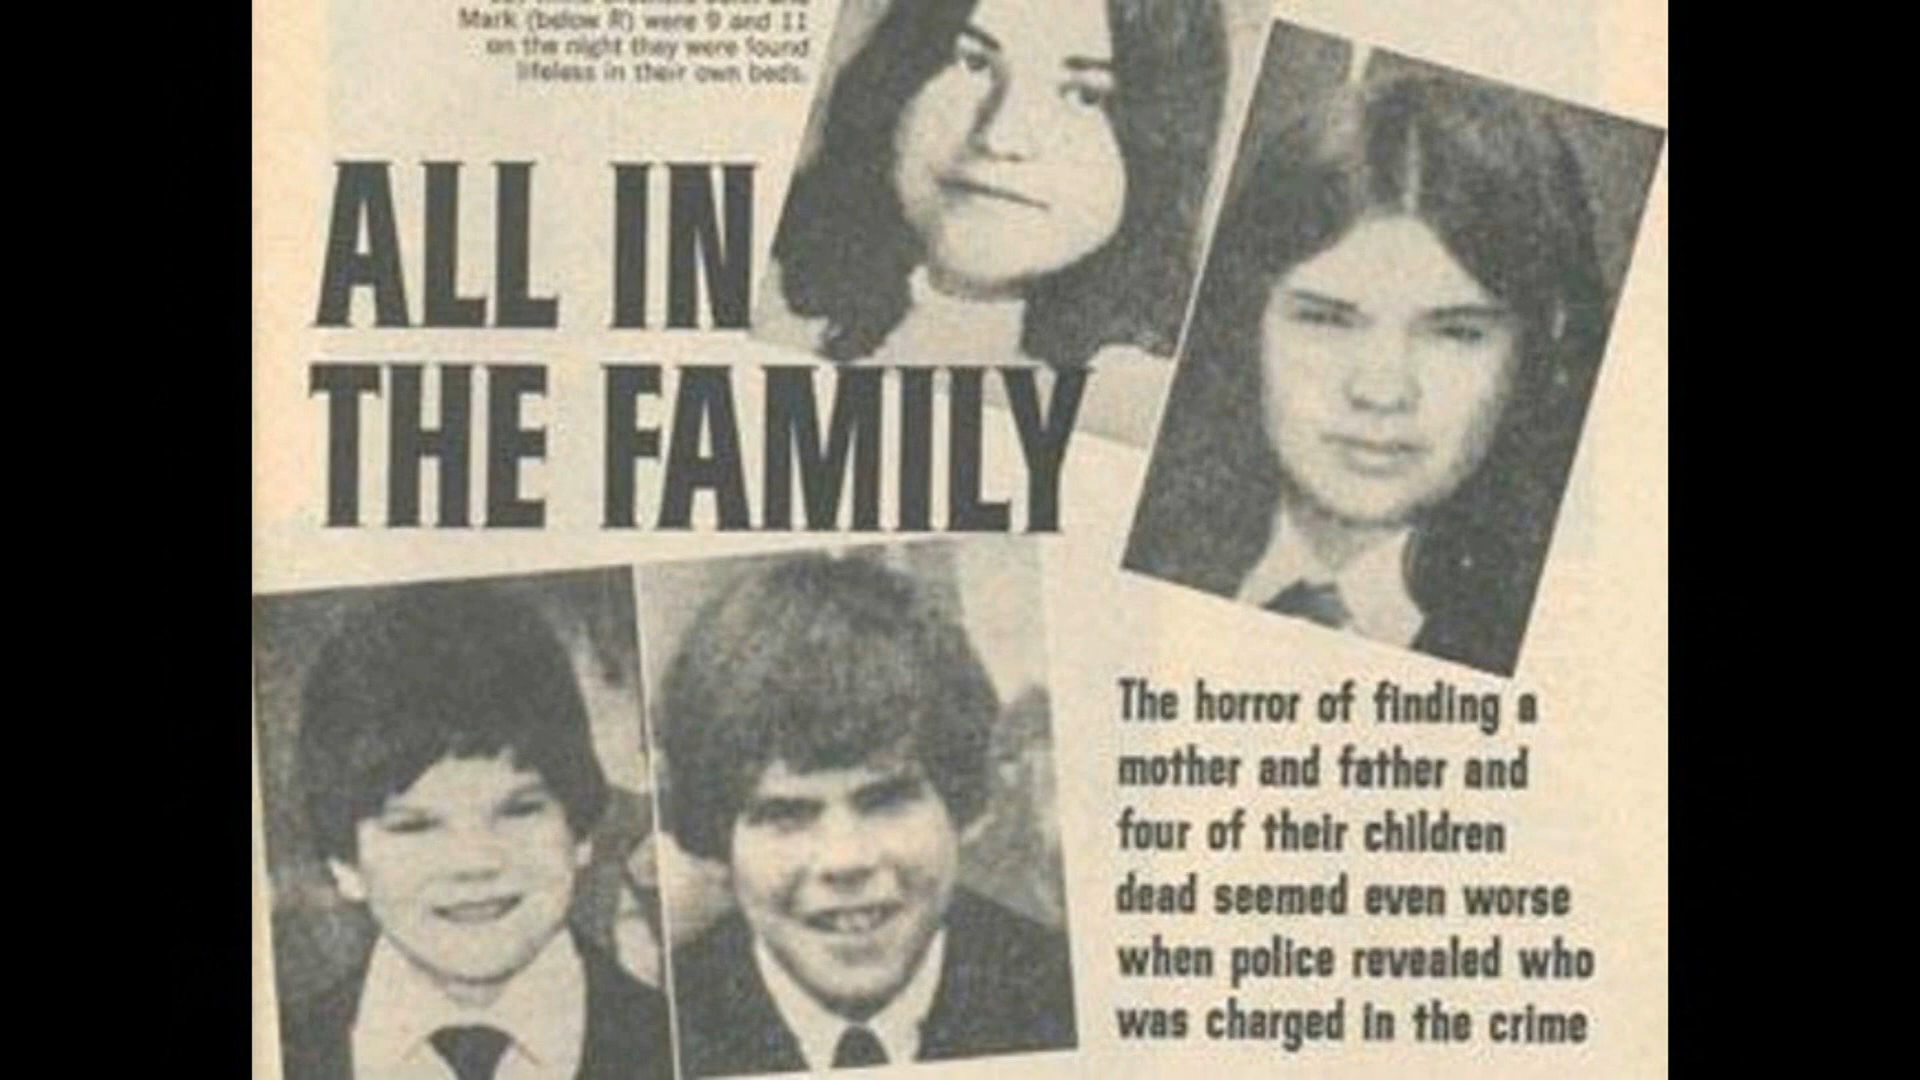 Mark (below R) were 9 and 11
on the night they were found
lifeless in their own beds.
ALL IN
THE FAMILY
The horror of finding a
mother and father and
four of their children
dead seemed even worse
when police revealed who
was charged in the crime